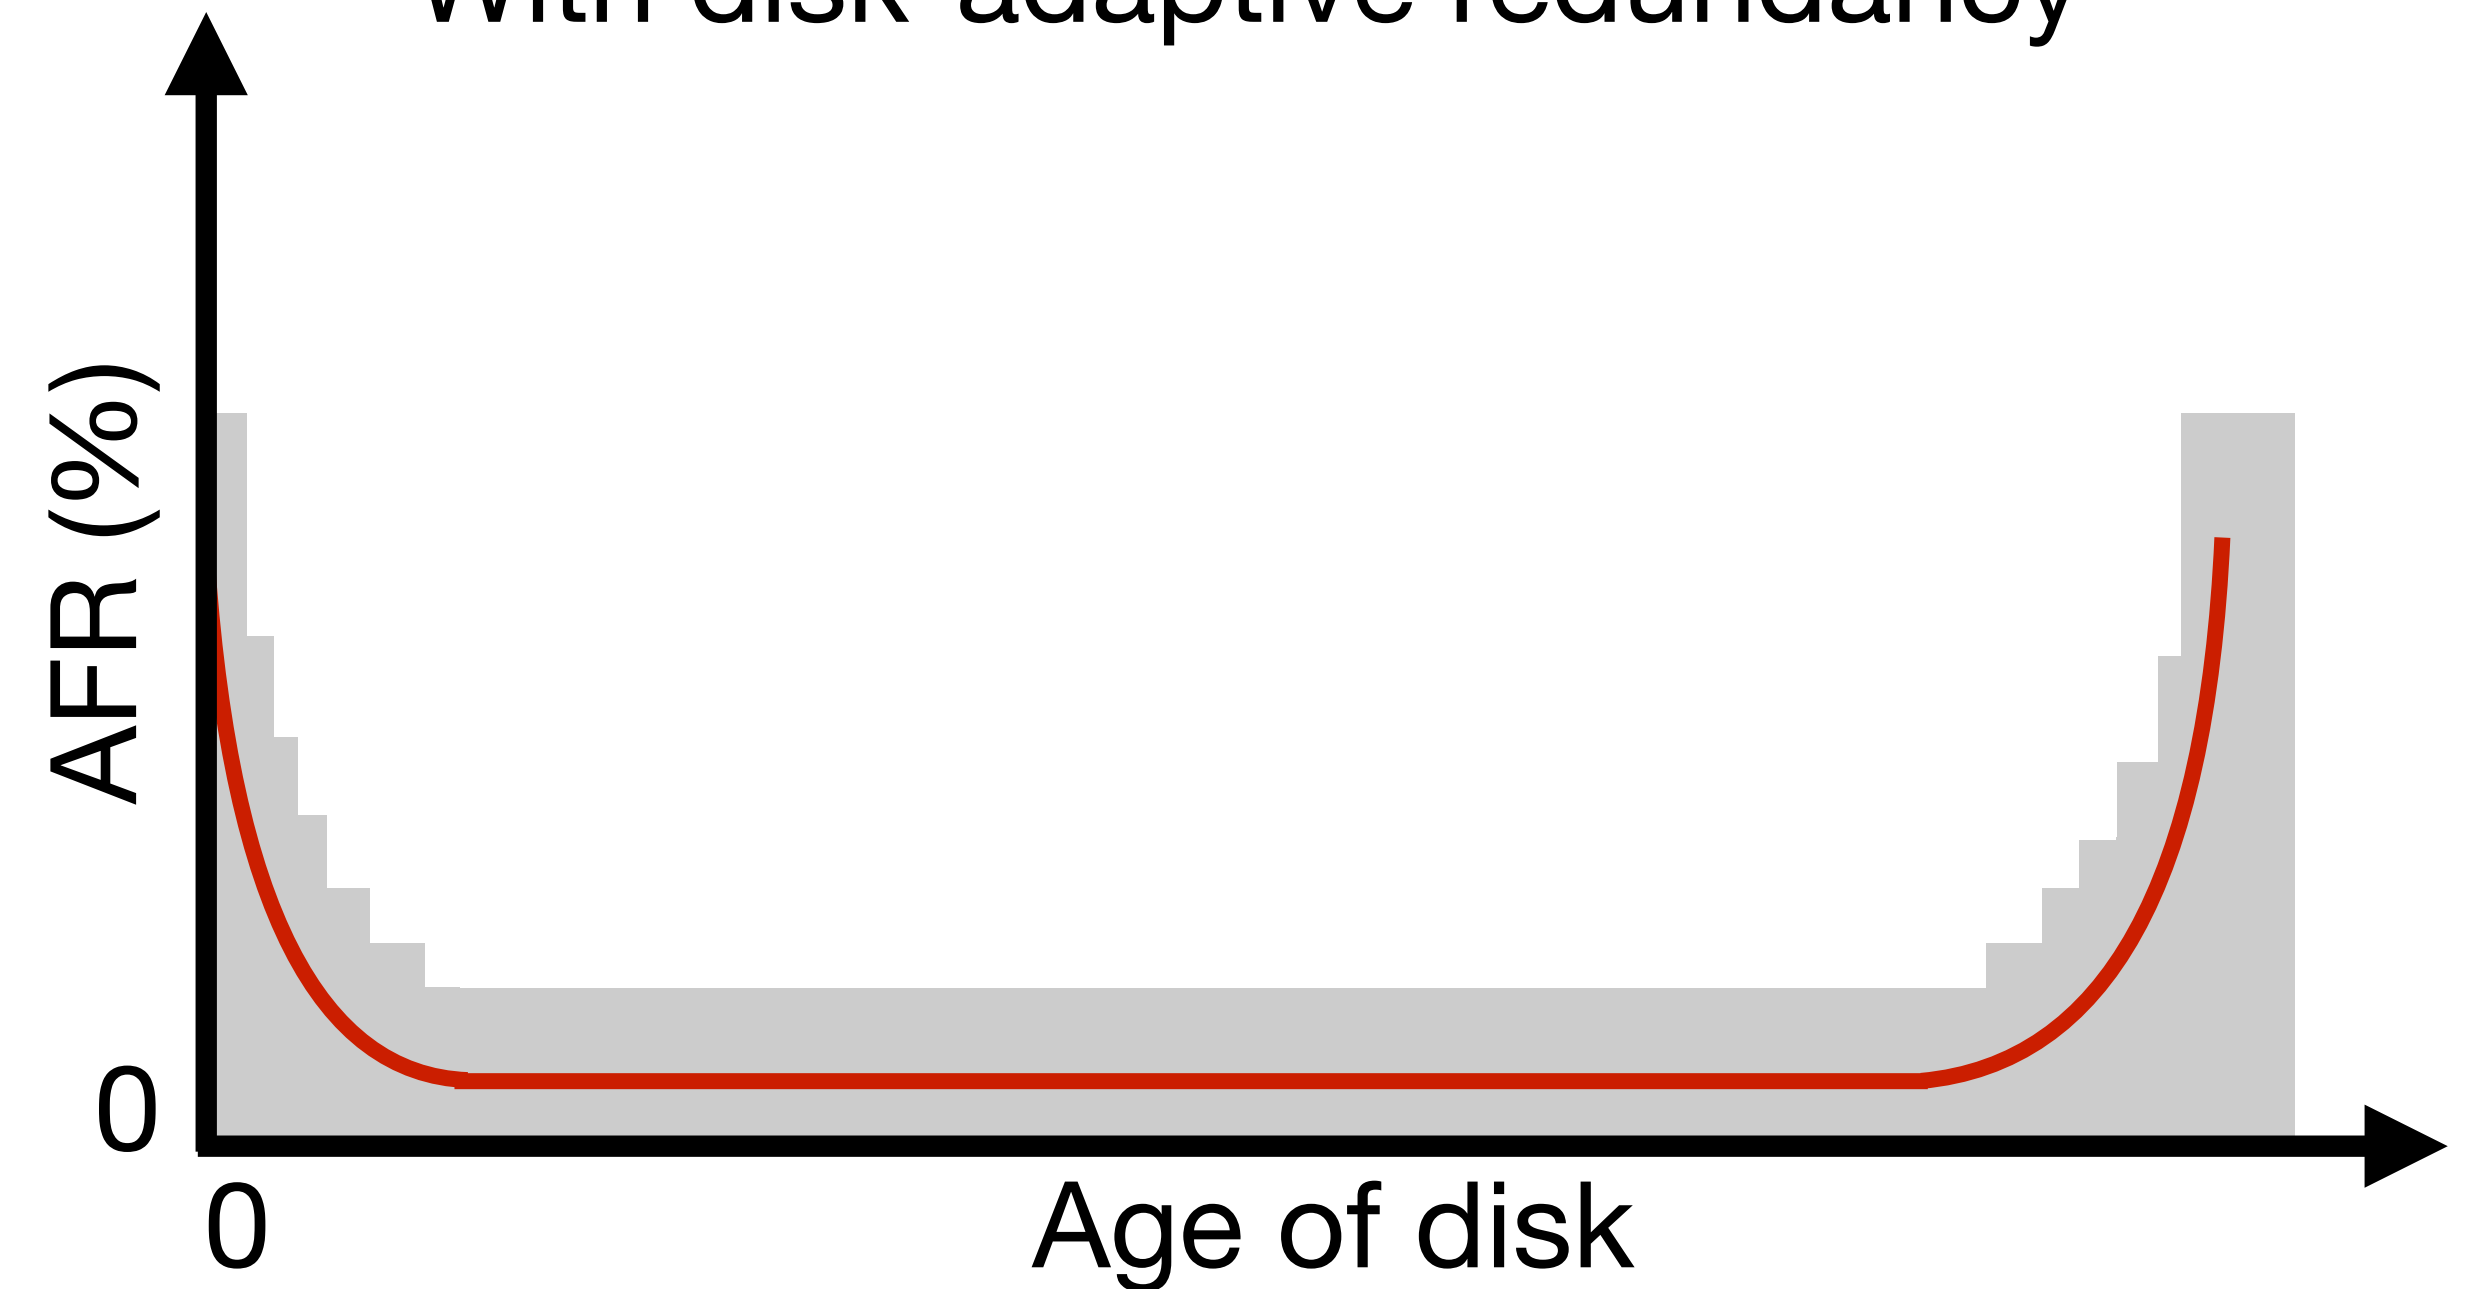 with disk-adaptive redundancy
AFR (%)
0
0
Age of disk